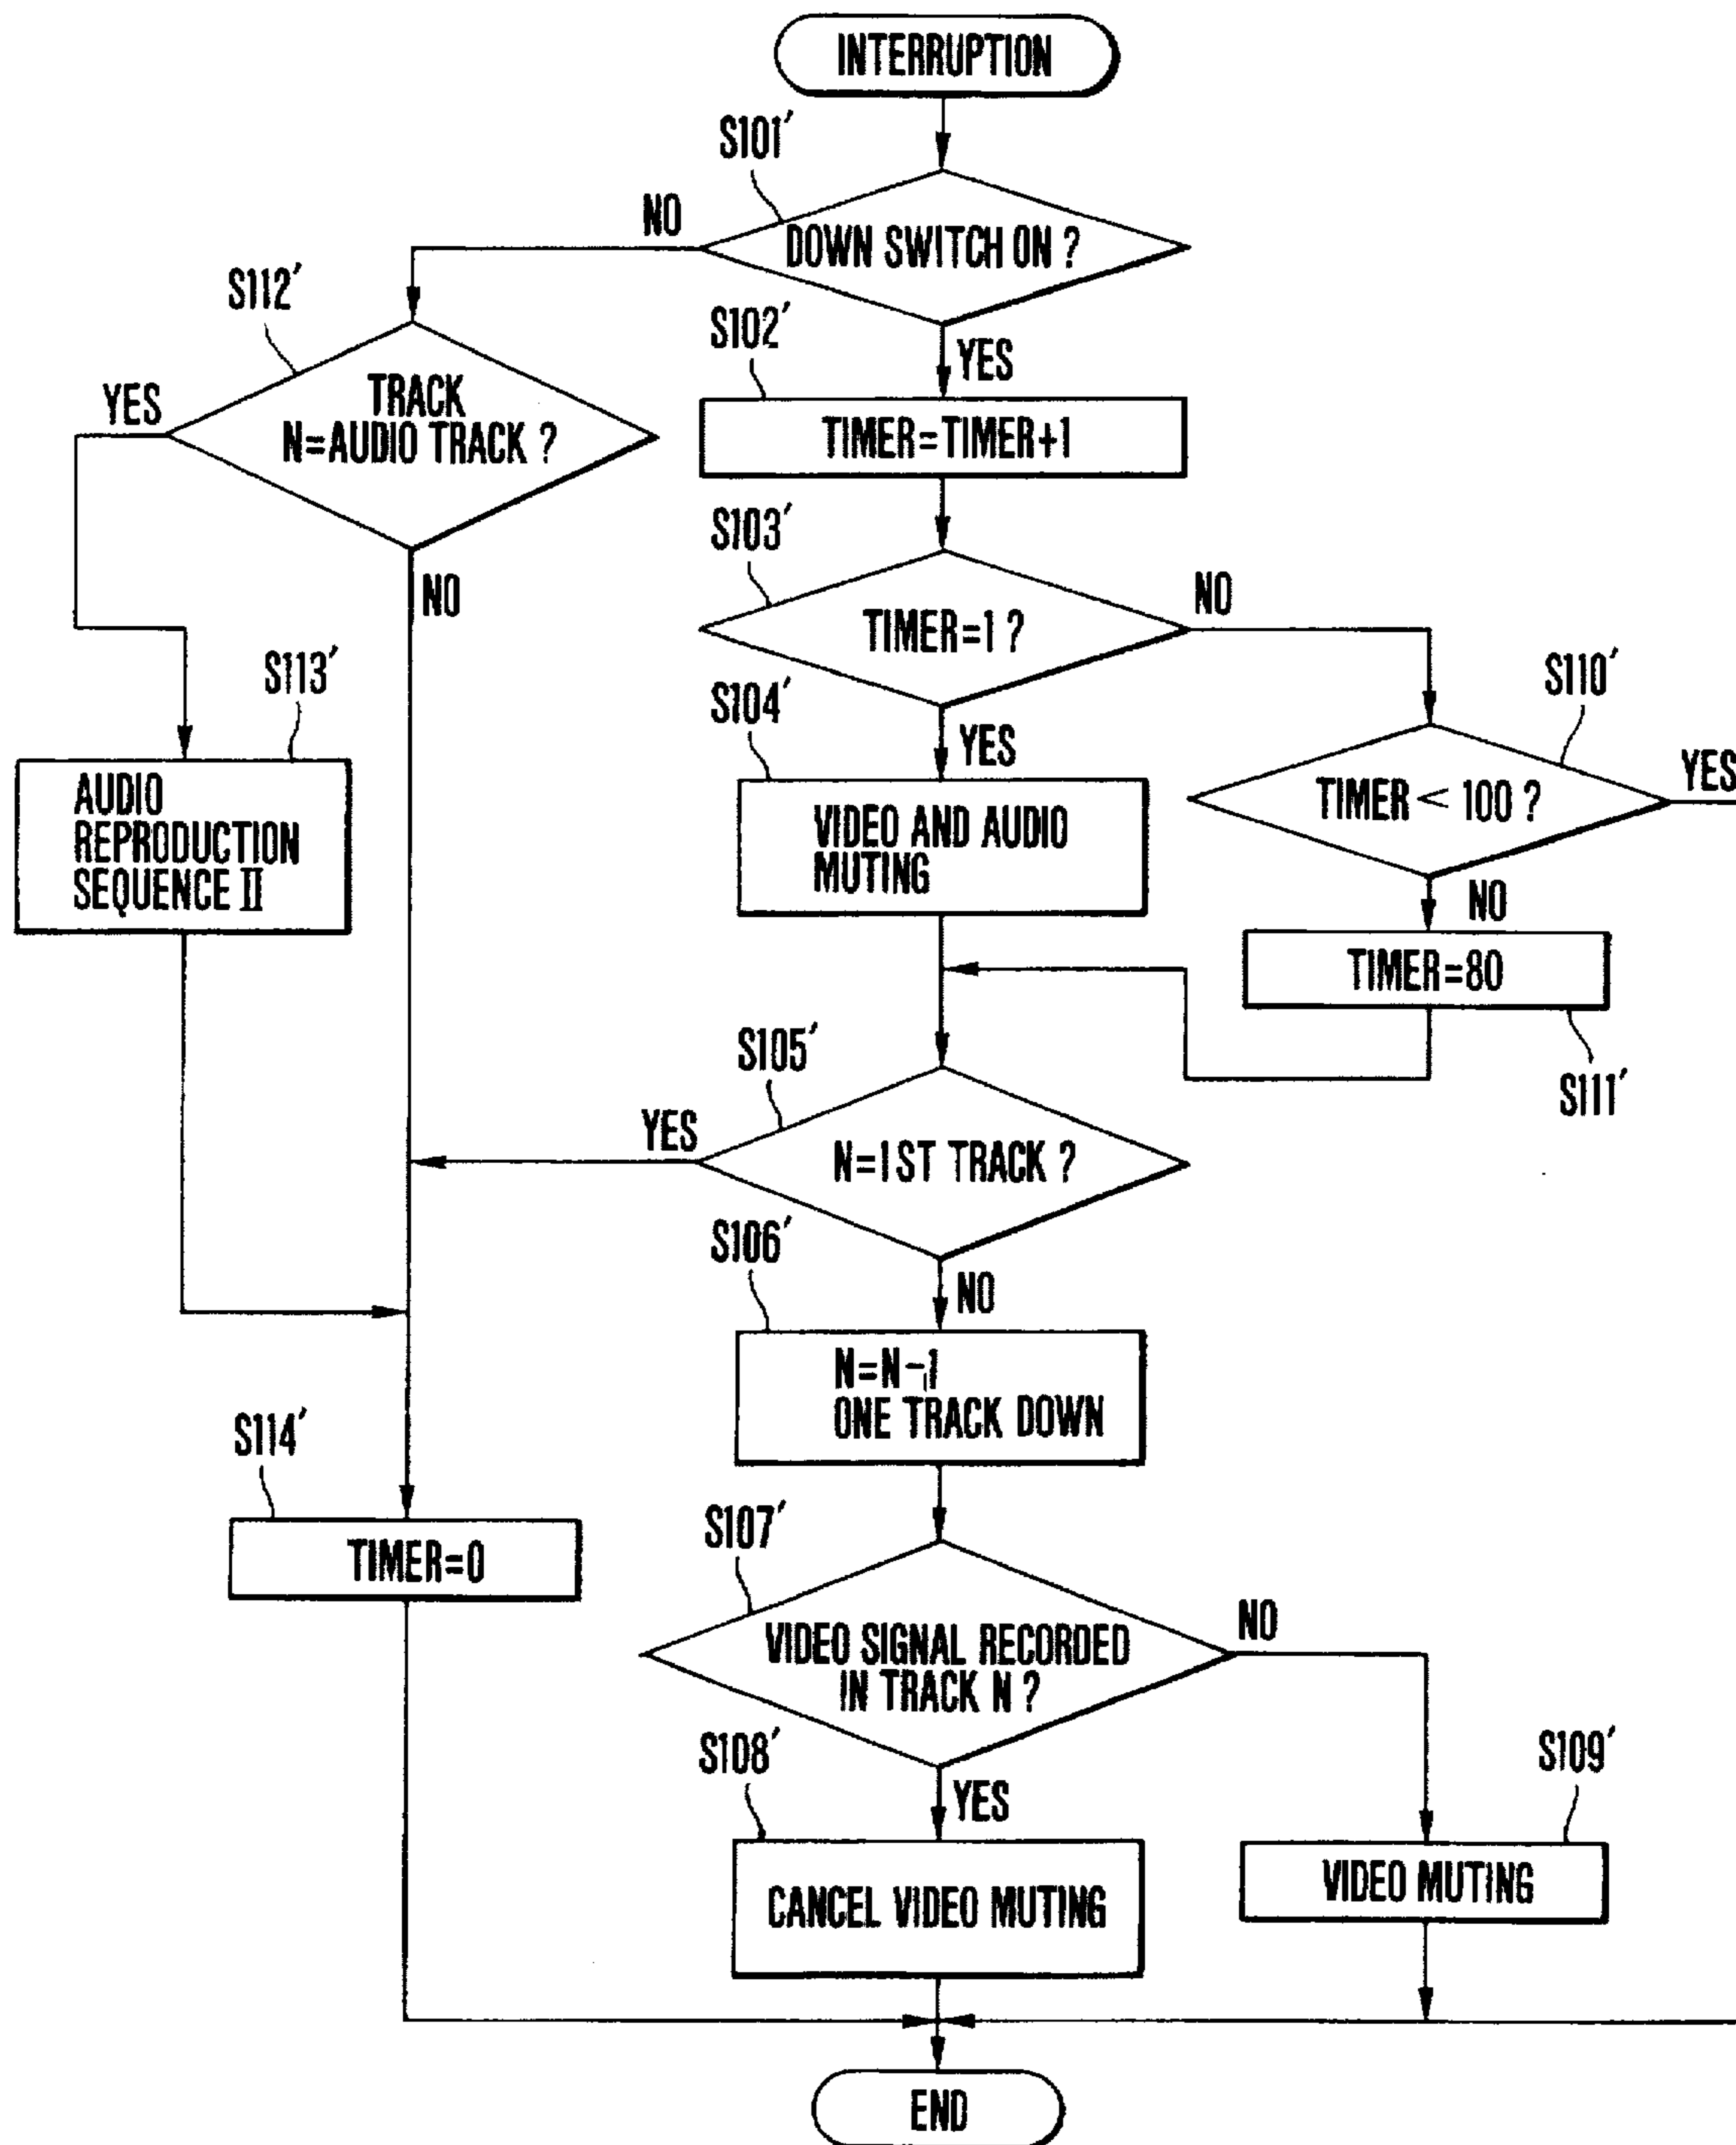 INTERRUPTION
S101′
NO
DOWN SWITCH ON ?
S112′
S102′
YES
YES
TRACK
N=AUDIO TRACK ?
TIMER=TIMER+1
S103′
NO
NO
TIMER=1 ?
S113′
S104′
S110′
YES
YES
AUDIO
REPRODUCTION
SEQUENCE II
VIDEO AND AUDIO
MUTING
TIMER < 100 ?
NO
TIMER=80
S105′
S111′
YES
N=1ST TRACK ?
S106′
NO
N=N-1
ONE TRACK DOWN
S114′
TIMER=0
S107′
NO
VIDEO SIGNAL RECORDED
IN TRACK N ?
S108′
S109′
YES
CANCEL VIDEO MUTING
VIDEO MUTING
END